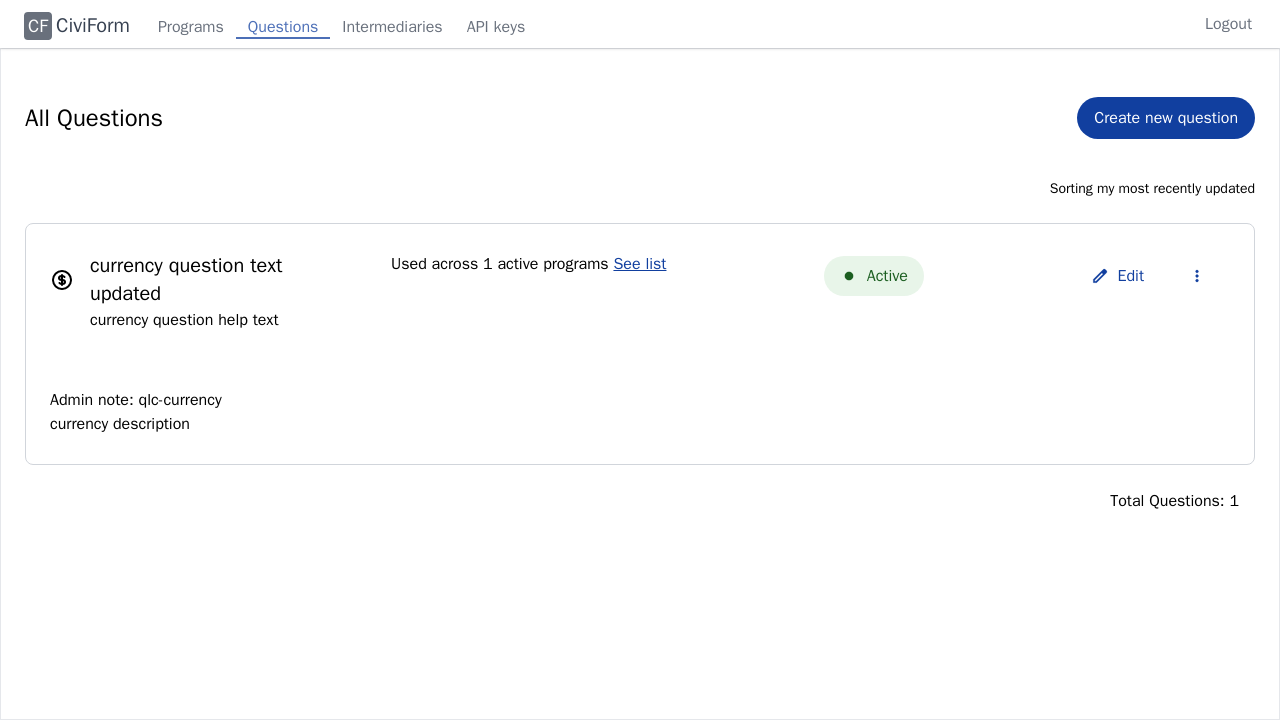 CF CiviForm Programs Questions Intermediaries API keys Logout
All Questions
Create new question
Sorting my most recently updated
currency question text
updated
currency question help text
Used across 1 active programs See list
Active
Edit
Admin note: qlc-currency
currency description
Total Questions: 1